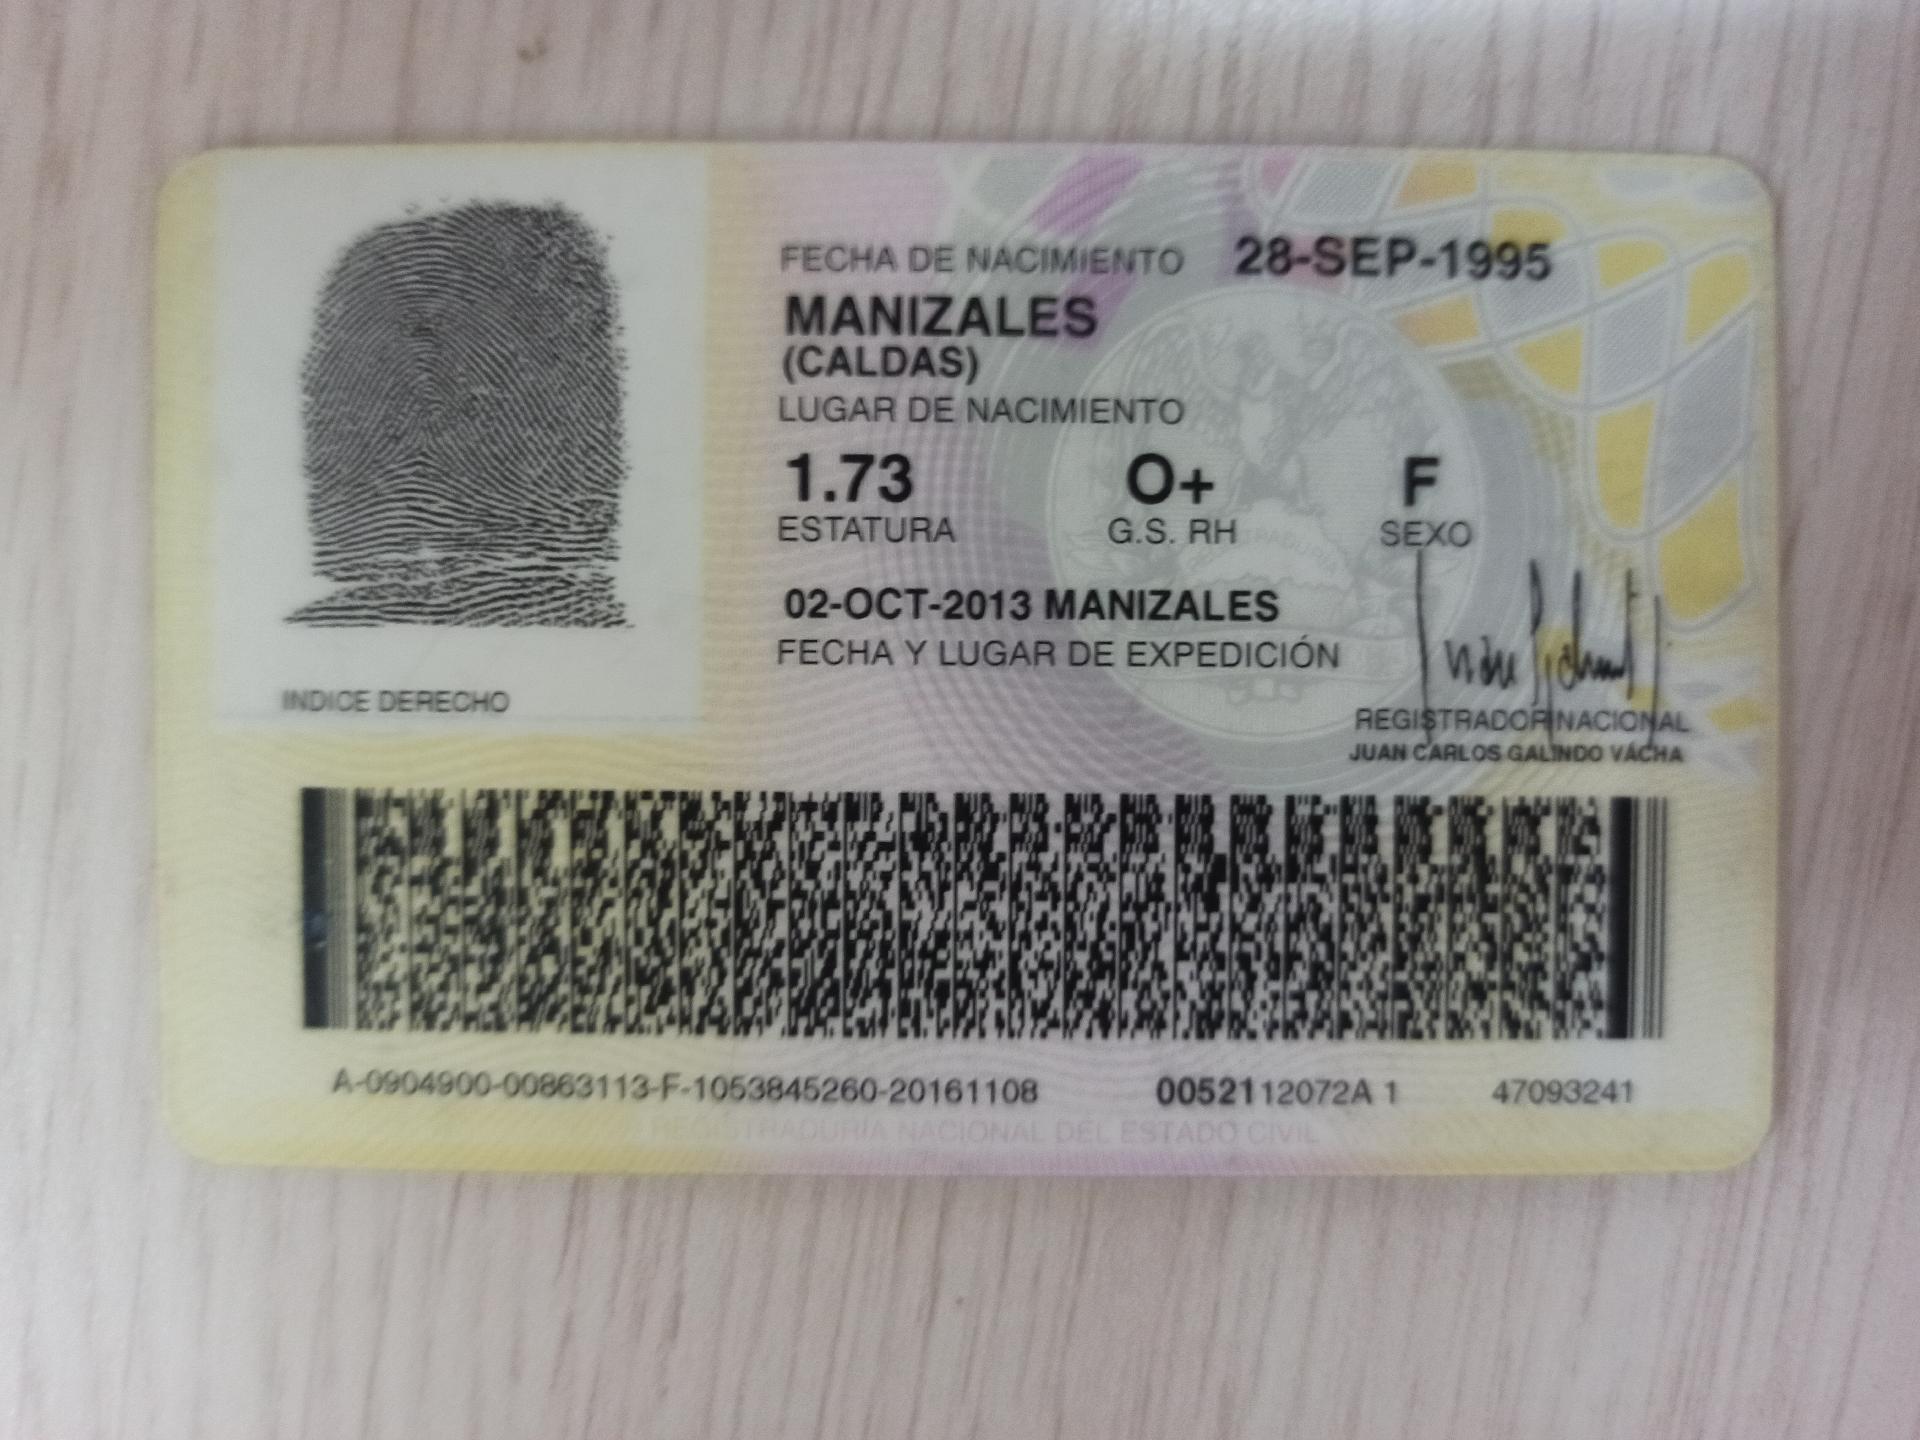 FECHA DE NACIMIENTO 28-SEP-1995
MANIZALES
(CALDAS)
LUGAR DE NACIMIENTO
1.73 O+ F
ESTATURA G.S. RH SEXO
02-OCT-2013 MANIZALES
FECHA Y LUGAR DE EXPEDICIÓN
INDICE DERECHO
REGISTRADOR NACIONAL
JUAN CARLOS GALINDO VÁCHA
A-0904900-00863113-F-1053845260-20161108 0052112072A 1 47093241
REGISTRADURÍA NACIONAL DEL ESTADO CIVIL